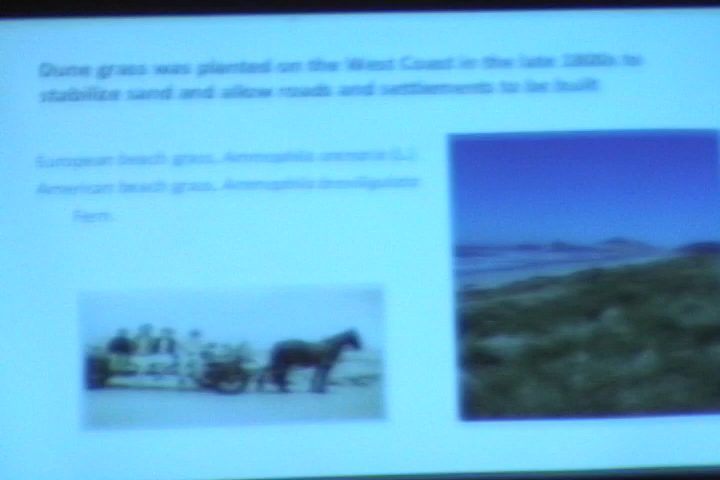 Dune grass was planted on the West Coast in the late 1800s to
stabilize sand and allow roads and settlements to be built
European beach grass, Ammophila arenaria (L.)
American beach grass, Ammophila breviligulata
Fern.